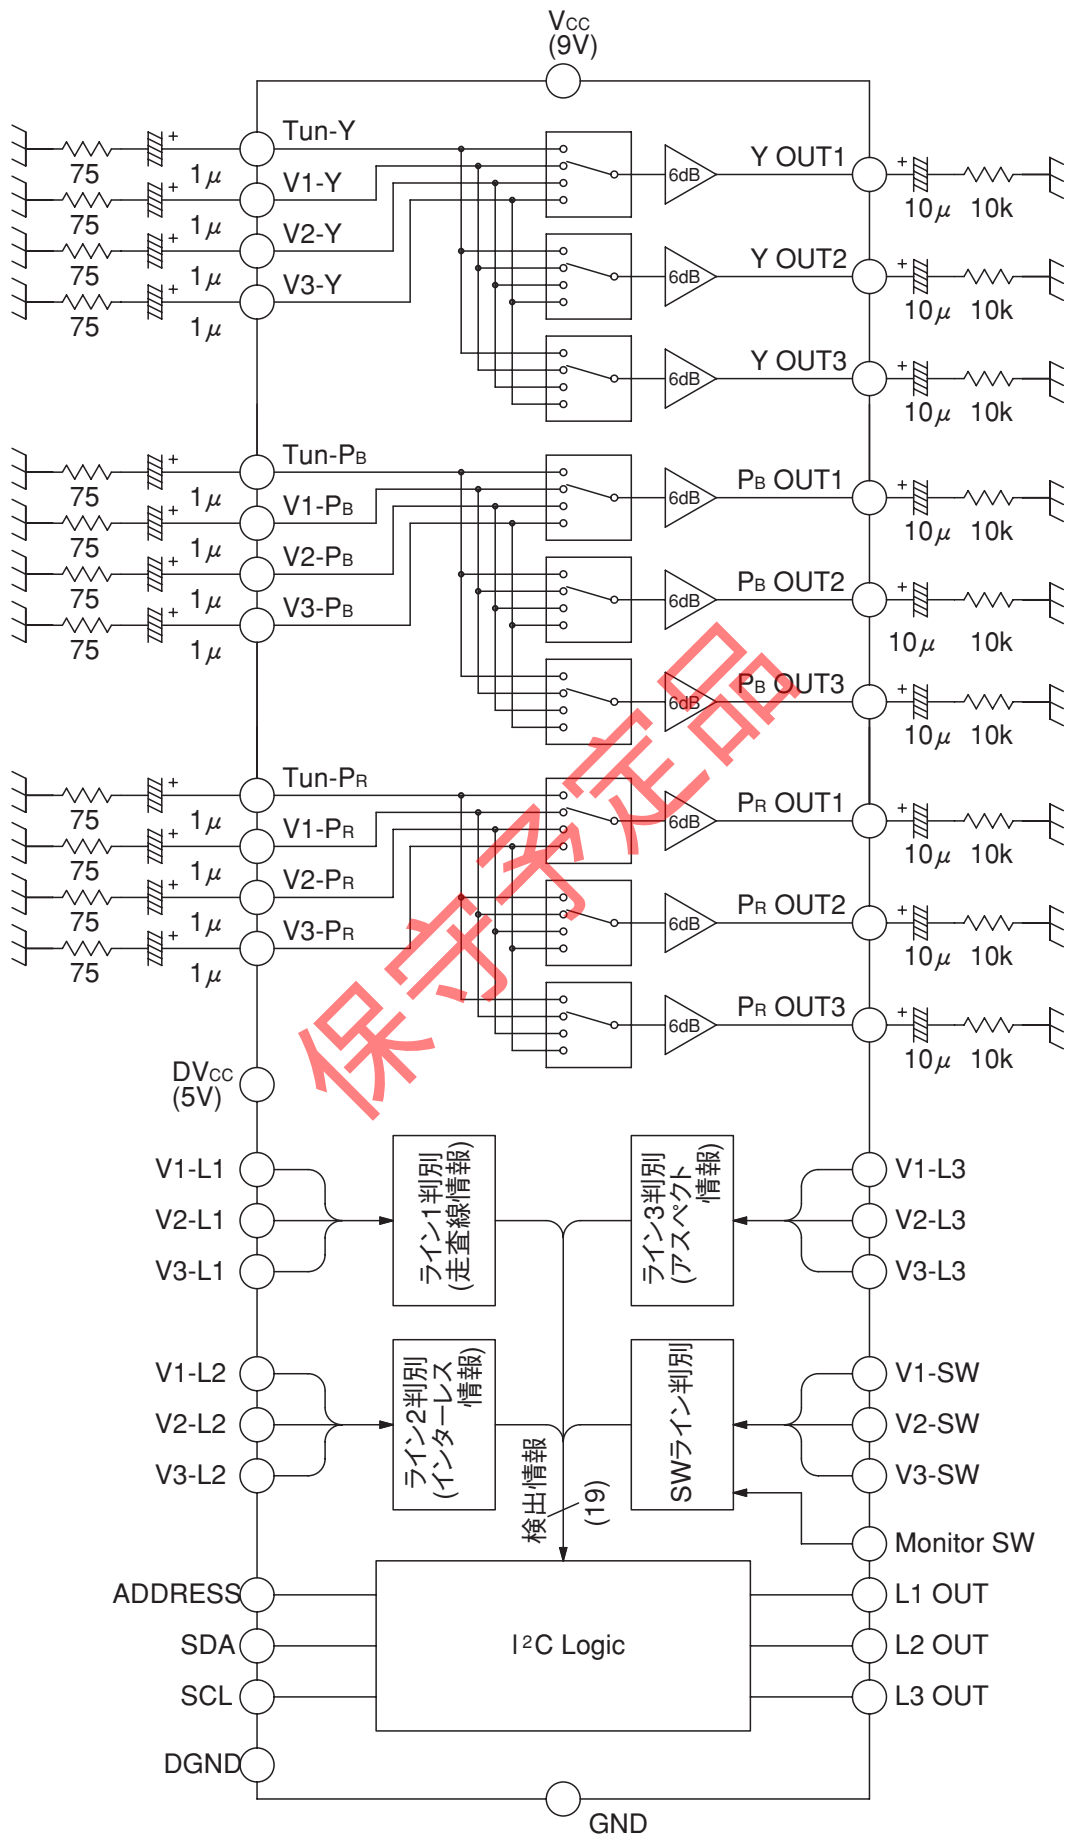 VCC
(9V)
Tun-Y
75
1μ
V1-Y
75
1μ
V2-Y
75
1μ
V3-Y
75
1μ
6dB
Y OUT1
10μ
10k
6dB
Y OUT2
10μ
10k
6dB
Y OUT3
10μ
10k
Tun-PB
75
1μ
V1-PB
75
1μ
V2-PB
75
1μ
V3-PB
75
1μ
6dB
PB OUT1
10μ
10k
6dB
PB OUT2
10μ
10k
6dB
PB OUT3
10μ
10k
Tun-PR
75
1μ
V1-PR
75
1μ
V2-PR
75
1μ
V3-PR
75
1μ
6dB
PR OUT1
10μ
10k
6dB
PR OUT2
10μ
10k
6dB
PR OUT3
10μ
10k
保守予定品
DVCC
(5V)
V1-L1
V2-L1
V3-L1
ライン1判別
(走査線情報)
ライン3判別
(アスペクト
情報)
V1-L3
V2-L3
V3-L3
V1-L2
V2-L2
V3-L2
ライン2判別
(インターレス
情報)
SWライン判別
V1-SW
V2-SW
V3-SW
Monitor SW
検出情報
(19)
ADDRESS
SDA
SCL
I²C Logic
L1 OUT
L2 OUT
L3 OUT
DGND
GND